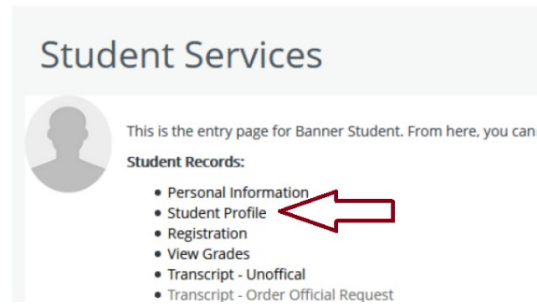 Student Services
This is the entry page for Banner Student. From here, you can
Student Records:
• Personal Information
• Student Profile
• Registration
• View Grades
• Transcript - Unoffical
• Transcript - Order Official Request